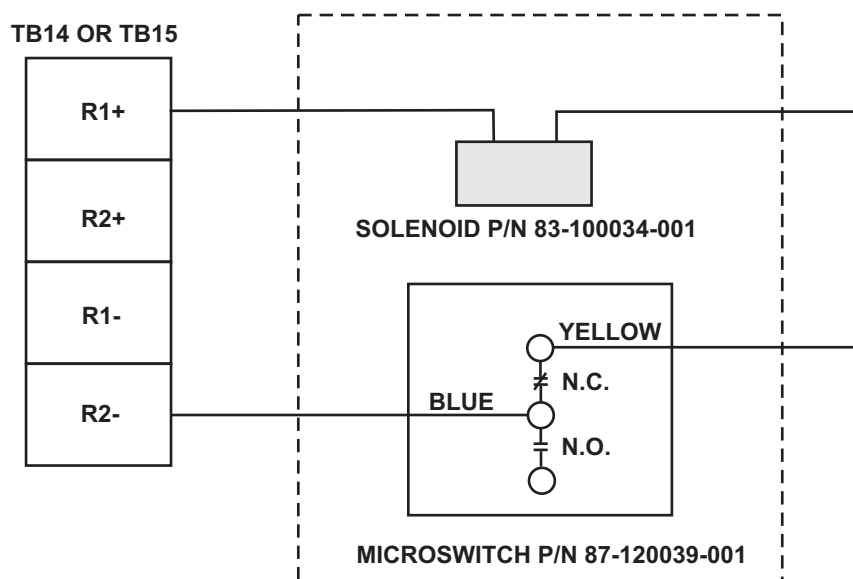 TB14 OR TB15
R1+
R2+
R1-
R2-
SOLENOID P/N 83-100034-001
YELLOW
N.C.
BLUE
N.O.
MICROSWITCH P/N 87-120039-001